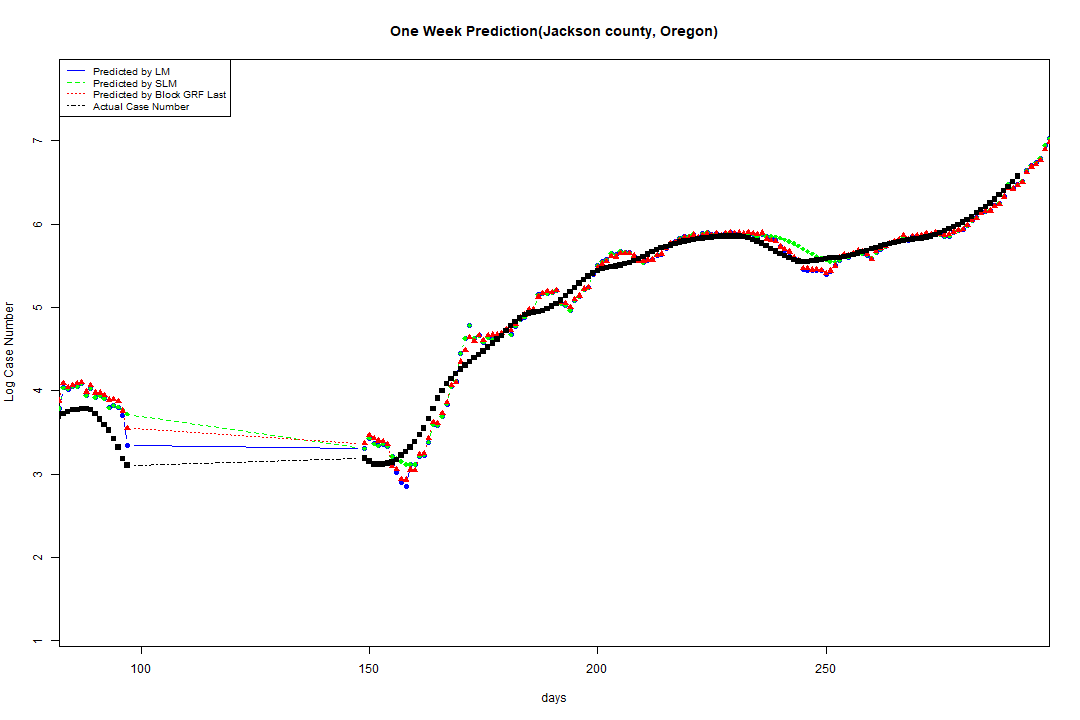 One Week Prediction(Jackson county, Oregon)
Predicted by LM
Predicted by SLM
Predicted by Block GRF Last
Actual Case Number
Log Case Number
7
6
5
4
3
2
1
100 150 200 250
days